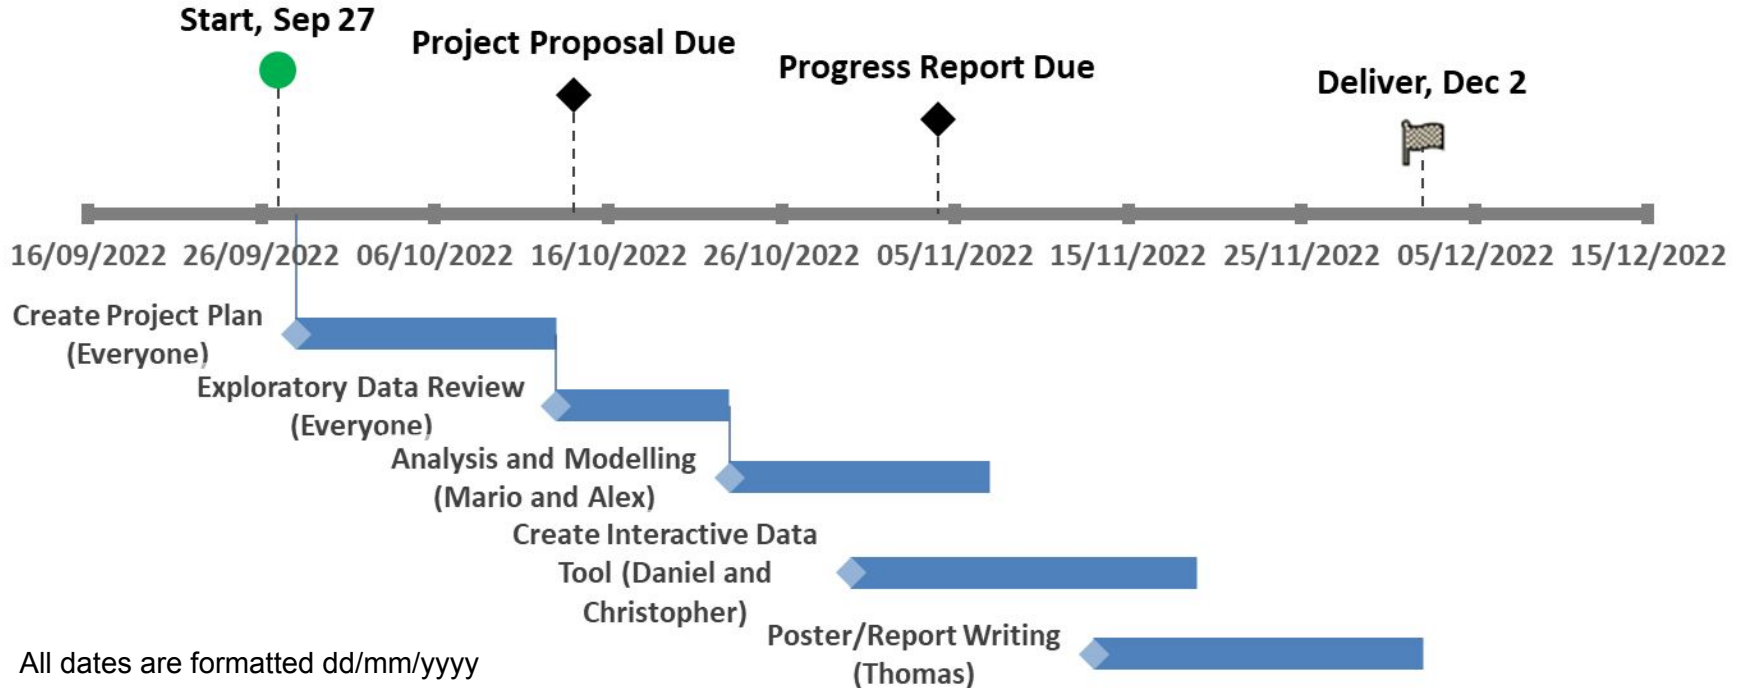 Start, Sep 27
Project Proposal Due
Progress Report Due
Deliver, Dec 2
16/09/2022 26/09/2022 06/10/2022 16/10/2022 26/10/2022 05/11/2022 15/11/2022 25/11/2022 05/12/2022 15/12/2022
Create Project Plan
(Everyone)
Exploratory Data Review
(Everyone)
Analysis and Modelling
(Mario and Alex)
Create Interactive Data
Tool (Daniel and
Christopher)
Poster/Report Writing
(Thomas)
All dates are formatted dd/mm/yyyy